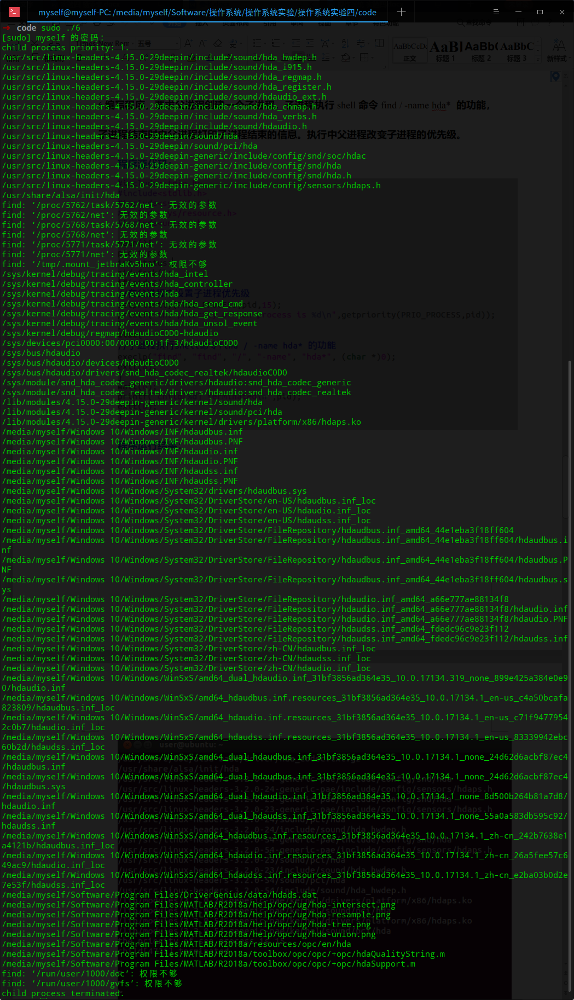 myself@myself-PC: /media/myself/Software/操作系统/操作系统实验/操作系统实验四/code
→ code sudo ./6
[sudo] myself 的密码：
child process priority: 1.
/usr/src/linux-headers-4.15.0-29deepin/include/sound/hda_hwdep.h
/usr/src/linux-headers-4.15.0-29deepin/include/sound/hda_i915.h
/usr/src/linux-headers-4.15.0-29deepin/include/sound/hda_regmap.h
/usr/src/linux-headers-4.15.0-29deepin/include/sound/hda_register.h
/usr/src/linux-headers-4.15.0-29deepin/include/sound/hdaudio_ext.h
/usr/src/linux-headers-4.15.0-29deepin/include/sound/hda_chmap.h
/usr/src/linux-headers-4.15.0-29deepin/include/sound/hda_verbs.h
/usr/src/linux-headers-4.15.0-29deepin/include/sound/hdaudio.h
/usr/src/linux-headers-4.15.0-29deepin/sound/hda
/usr/src/linux-headers-4.15.0-29deepin/sound/pci/hda
/usr/src/linux-headers-4.15.0-29deepin-generic/include/config/snd/soc/hdac
/usr/src/linux-headers-4.15.0-29deepin-generic/include/config/snd/hda
/usr/src/linux-headers-4.15.0-29deepin-generic/include/config/snd/hda.h
/usr/src/linux-headers-4.15.0-29deepin-generic/include/config/sensors/hdaps.h
/usr/share/alsa/init/hda
find: ‘/proc/5762/task/5762/net’: 无效的参数
find: ‘/proc/5762/net’: 无效的参数
find: ‘/proc/5768/task/5768/net’: 无效的参数
find: ‘/proc/5768/net’: 无效的参数
find: ‘/proc/5771/task/5771/net’: 无效的参数
find: ‘/proc/5771/net’: 无效的参数
find: ‘/tmp/.mount_jetbraKv5hno’: 权限不够
/sys/kernel/debug/tracing/events/hda_intel
/sys/kernel/debug/tracing/events/hda_controller
/sys/kernel/debug/tracing/events/hda
/sys/kernel/debug/tracing/events/hda/hda_send_cmd
/sys/kernel/debug/tracing/events/hda/hda_get_response
/sys/kernel/debug/tracing/events/hda/hda_unsol_event
/sys/kernel/debug/regmap/hdaudioC0D0-hdaudio
/sys/devices/pci0000:00/0000:00:1f.3/hdaudioC0D0
/sys/bus/hdaudio
/sys/bus/hdaudio/devices/hdaudioC0D0
/sys/bus/hdaudio/drivers/snd_hda_codec_realtek/hdaudioC0D0
/sys/module/snd_hda_codec_generic/drivers/hdaudio:snd_hda_codec_generic
/sys/module/snd_hda_codec_realtek/drivers/hdaudio:snd_hda_codec_realtek
/lib/modules/4.15.0-29deepin-generic/kernel/sound/hda
/lib/modules/4.15.0-29deepin-generic/kernel/sound/pci/hda
/lib/modules/4.15.0-29deepin-generic/kernel/drivers/platform/x86/hdaps.ko
/media/myself/Windows 10/Windows/INF/hdaudbus.inf
/media/myself/Windows 10/Windows/INF/hdaudbus.PNF
/media/myself/Windows 10/Windows/INF/hdaudio.inf
/media/myself/Windows 10/Windows/INF/hdaudio.PNF
/media/myself/Windows 10/Windows/INF/hdaudss.inf
/media/myself/Windows 10/Windows/INF/hdaudss.PNF
/media/myself/Windows 10/Windows/System32/drivers/hdaudbus.sys
/media/myself/Windows 10/Windows/System32/DriverStore/en-US/hdaudbus.inf_loc
/media/myself/Windows 10/Windows/System32/DriverStore/en-US/hdaudio.inf_loc
/media/myself/Windows 10/Windows/System32/DriverStore/en-US/hdaudss.inf_loc
/media/myself/Windows 10/Windows/System32/DriverStore/FileRepository/hdaudbus.inf_amd64_44e1eba3f18ff604
/media/myself/Windows 10/Windows/System32/DriverStore/FileRepository/hdaudbus.inf_amd64_44e1eba3f18ff604/hdaudbus.i
nf
/media/myself/Windows 10/Windows/System32/DriverStore/FileRepository/hdaudbus.inf_amd64_44e1eba3f18ff604/hdaudbus.P
NF
/media/myself/Windows 10/Windows/System32/DriverStore/FileRepository/hdaudbus.inf_amd64_44e1eba3f18ff604/hdaudbus.s
ys
/media/myself/Windows 10/Windows/System32/DriverStore/FileRepository/hdaudio.inf_amd64_a66e777ae88134f8
/media/myself/Windows 10/Windows/System32/DriverStore/FileRepository/hdaudio.inf_amd64_a66e777ae88134f8/hdaudio.inf
/media/myself/Windows 10/Windows/System32/DriverStore/FileRepository/hdaudio.inf_amd64_a66e777ae88134f8/hdaudio.PNF
/media/myself/Windows 10/Windows/System32/DriverStore/FileRepository/hdaudss.inf_amd64_fdedc96c9e23f112
/media/myself/Windows 10/Windows/System32/DriverStore/FileRepository/hdaudss.inf_amd64_fdedc96c9e23f112/hdaudss.inf
/media/myself/Windows 10/Windows/System32/DriverStore/zh-CN/hdaudbus.inf_loc
/media/myself/Windows 10/Windows/System32/DriverStore/zh-CN/hdaudss.inf_loc
/media/myself/Windows 10/Windows/System32/DriverStore/zh-CN/hdaudio.inf_loc
/media/myself/Windows 10/Windows/WinSxS/amd64_dual_hdaudio.inf_31bf3856ad364e35_10.0.17134.319_none_899e425a384e0e9
0/hdaudio.inf
/media/myself/Windows 10/Windows/WinSxS/amd64_hdaudbus.inf.resources_31bf3856ad364e35_10.0.17134.1_en-us_c4a50bcafa
823809/hdaudbus.inf_loc
/media/myself/Windows 10/Windows/WinSxS/amd64_hdaudio.inf.resources_31bf3856ad364e35_10.0.17134.1_en-us_c71f9477954
2c0b7/hdaudio.inf_loc
/media/myself/Windows 10/Windows/WinSxS/amd64_hdaudss.inf.resources_31bf3856ad364e35_10.0.17134.1_en-us_83339942ebc
60b2d/hdaudss.inf_loc
/media/myself/Windows 10/Windows/WinSxS/amd64_dual_hdaudbus.inf_31bf3856ad364e35_10.0.17134.1_none_24d62d6acbf87ec4
/hdaudbus.inf
/media/myself/Windows 10/Windows/WinSxS/amd64_dual_hdaudbus.inf_31bf3856ad364e35_10.0.17134.1_none_24d62d6acbf87ec4
/hdaudbus.sys
/media/myself/Windows 10/Windows/WinSxS/amd64_dual_hdaudio.inf_31bf3856ad364e35_10.0.17134.1_none_8d500b264b81a7d8/
hdaudio.inf
/media/myself/Windows 10/Windows/WinSxS/amd64_dual_hdaudss.inf_31bf3856ad364e35_10.0.17134.1_none_55a0a583db595c92/
hdaudss.inf
/media/myself/Windows 10/Windows/WinSxS/amd64_hdaudbus.inf.resources_31bf3856ad364e35_10.0.17134.1_zh-cn_242b7638e1
a4121b/hdaudbus.inf_loc
/media/myself/Windows 10/Windows/WinSxS/amd64_hdaudio.inf.resources_31bf3856ad364e35_10.0.17134.1_zh-cn_26a5fee57c6
49ac9/hdaudio.inf_loc
/media/myself/Windows 10/Windows/WinSxS/amd64_hdaudss.inf.resources_31bf3856ad364e35_10.0.17134.1_zh-cn_e2ba03b0d2e
7e53f/hdaudss.inf_loc
/media/myself/Software/Program Files/DriverGenius/data/hdads.dat
/media/myself/Software/Program Files/MATLAB/R2018a/help/opc/ug/hda-intersect.png
/media/myself/Software/Program Files/MATLAB/R2018a/help/opc/ug/hda-resample.png
/media/myself/Software/Program Files/MATLAB/R2018a/help/opc/ug/hda-tree.png
/media/myself/Software/Program Files/MATLAB/R2018a/help/opc/ug/hda-union.png
/media/myself/Software/Program Files/MATLAB/R2018a/resources/opc/en/hda
/media/myself/Software/Program Files/MATLAB/R2018a/toolbox/opc/opc/+opc/hdaQualityString.m
/media/myself/Software/Program Files/MATLAB/R2018a/toolbox/opc/opc/+opc/hdaSupport.m
find: ‘/run/user/1000/doc’: 权限不够
find: ‘/run/user/1000/gvfs’: 权限不够
child process terminated.